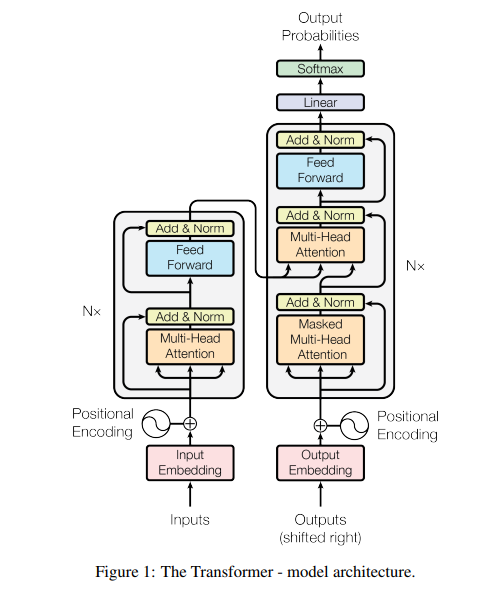 Output
Probabilities
Softmax
Linear
Add & Norm
Feed
Forward
Add & Norm
Multi-Head
Attention
Add & Norm
Masked
Multi-Head
Attention
Nx
Add & Norm
Feed
Forward
Add & Norm
Multi-Head
Attention
Nx
Positional
Encoding
Positional
Encoding
Input
Embedding
Output
Embedding
Inputs
Outputs
(shifted right)
Figure 1: The Transformer - model architecture.